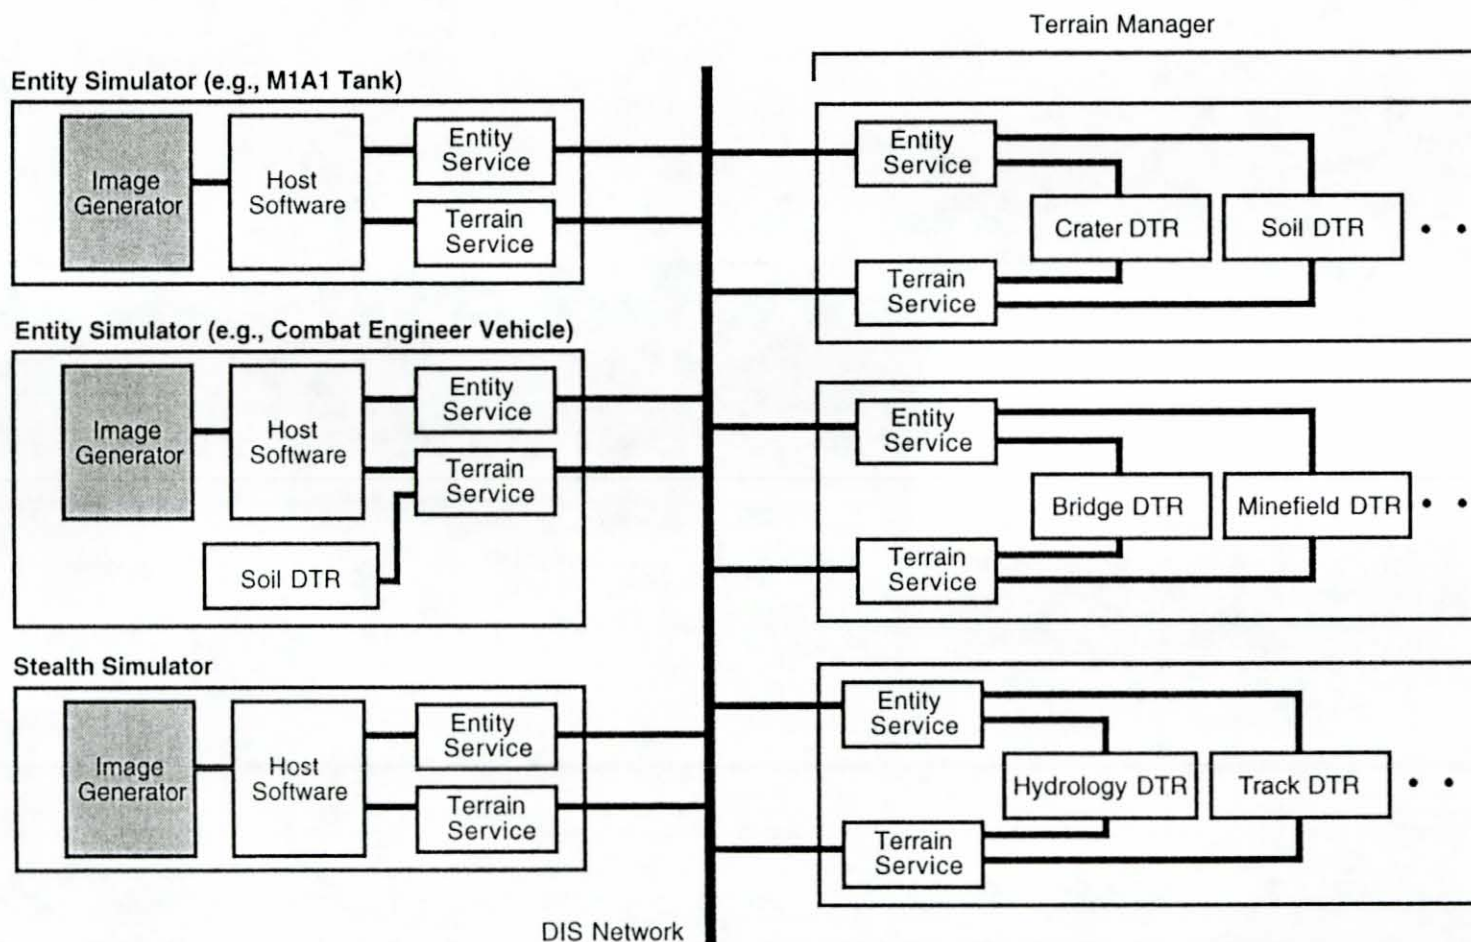 Terrain Manager
Entity Simulator (e.g., M1A1 Tank)
Image
Generator
Host
Software
Entity
Service
Terrain
Service
Entity
Service
Crater DTR
Soil DTR
Terrain
Service
Entity Simulator (e.g., Combat Engineer Vehicle)
Image
Generator
Host
Software
Entity
Service
Terrain
Service
Soil DTR
Entity
Service
Bridge DTR
Minefield DTR
Terrain
Service
Stealth Simulator
Image
Generator
Host
Software
Entity
Service
Terrain
Service
Entity
Service
Hydrology DTR
Track DTR
Terrain
Service
DIS Network